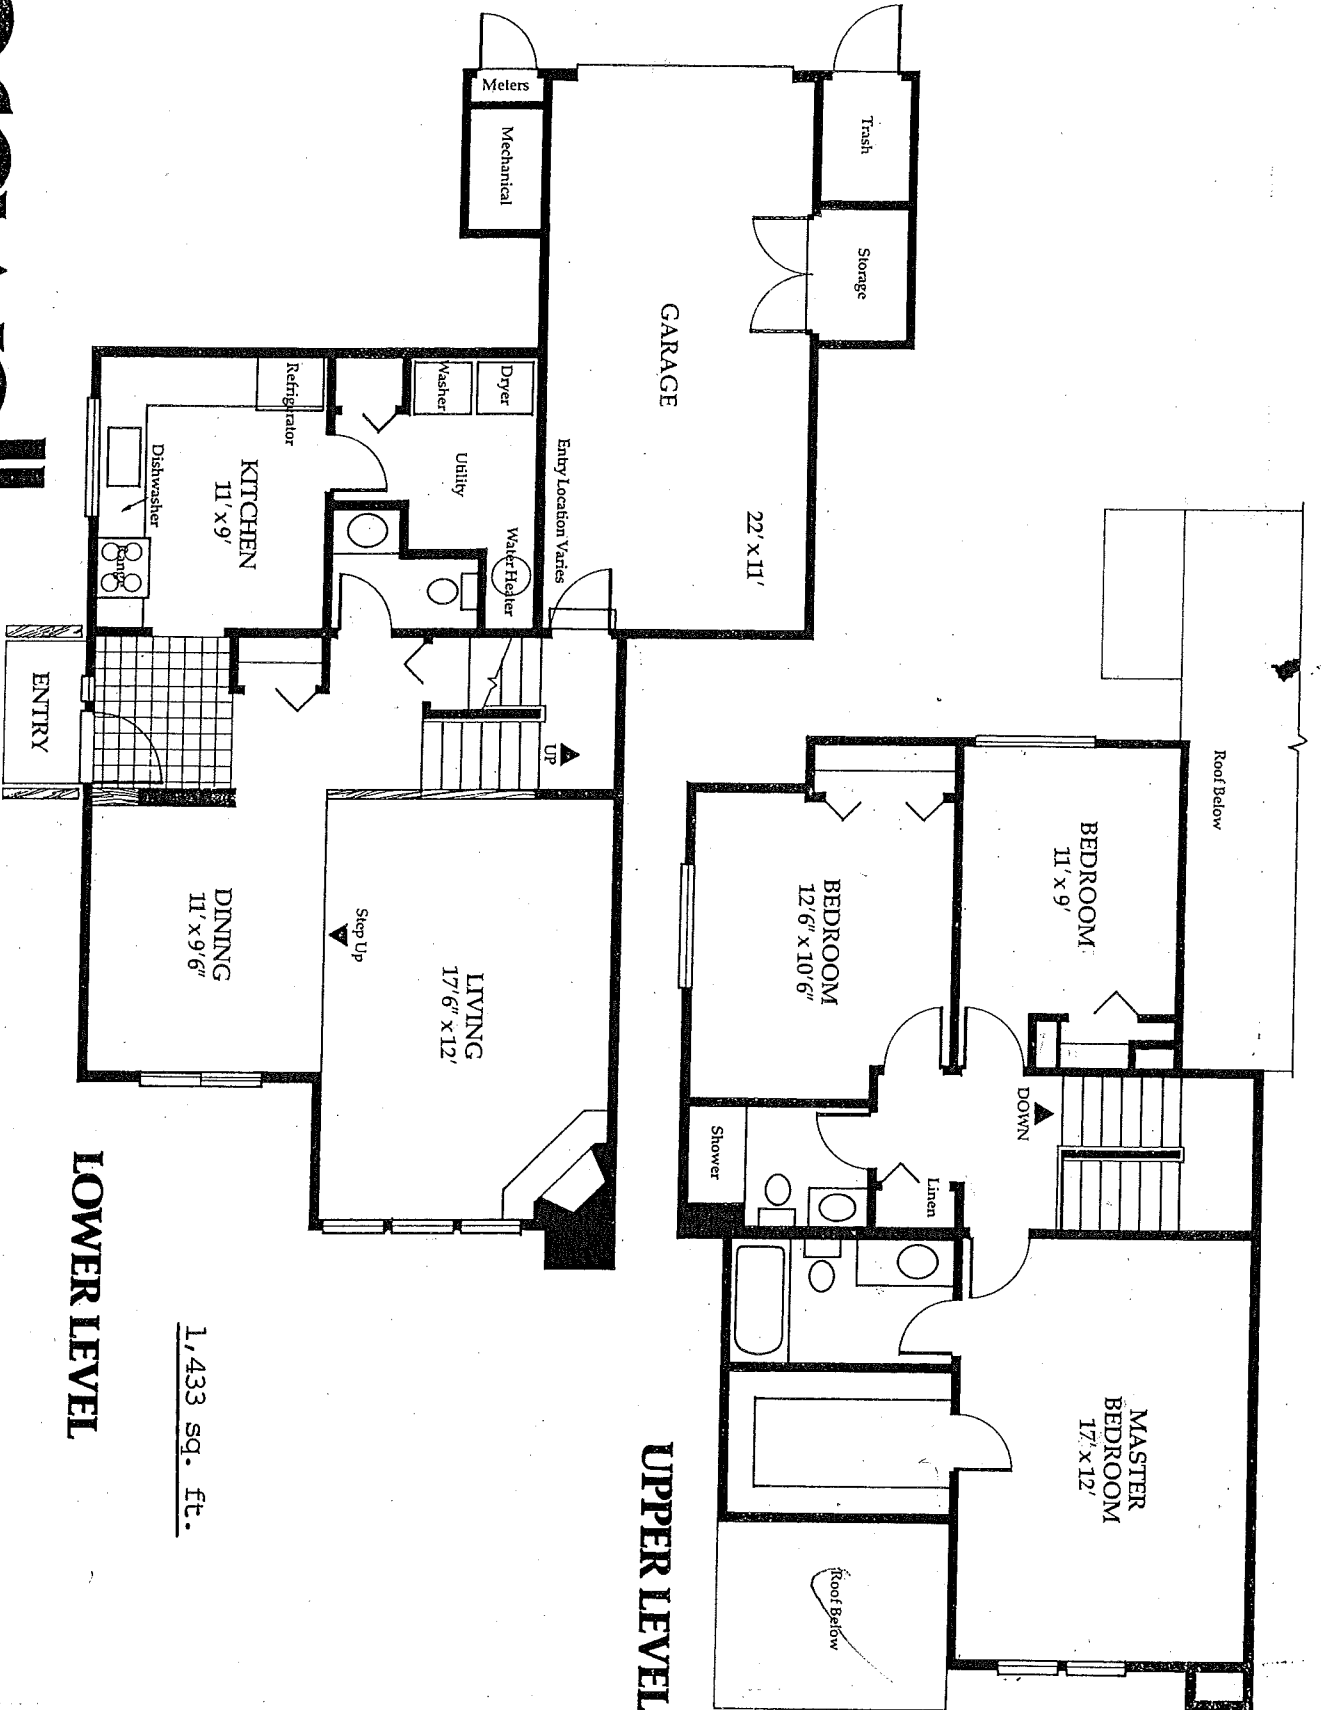 Meters
Mechanical
Trash
Storage
GARAGE
22' x 11'
Entry Location Varies
Dryer
Washer
Utility
Water Heater
Refrigerator
KITCHEN
11' x 9'
Dishwasher
Range
ENTRY
UP
Step Up
LIVING
17'6" x 12'
DINING
11' x 9'6"
LOWER LEVEL
1,433 sq. ft.
Roof Below
BEDROOM
11' x 9'
BEDROOM
12'6" x 10'6"
DOWN
Linen
Shower
MASTER
BEDROOM
17' x 12'
Roof Below
UPPER LEVEL
II